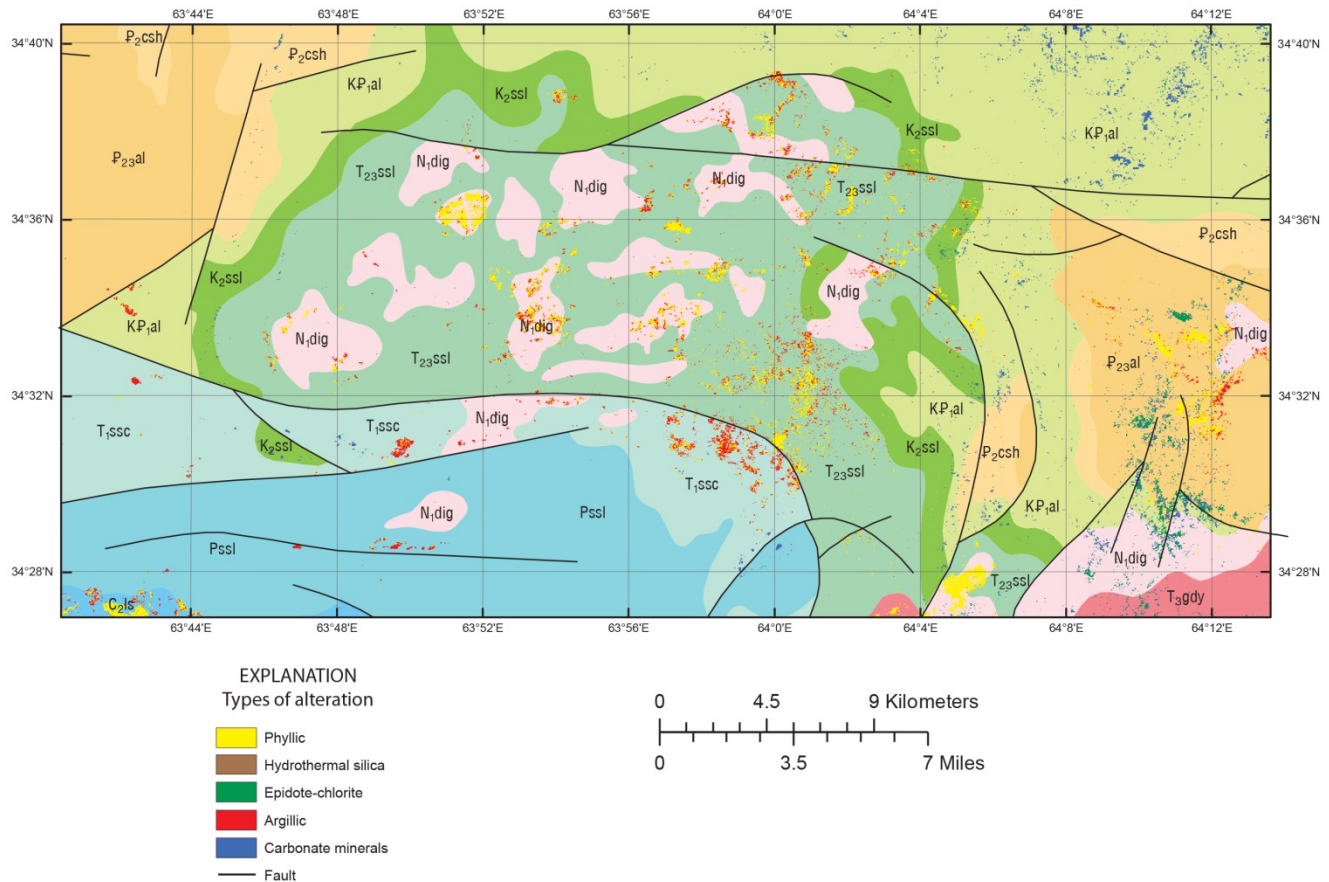 63°44'E 63°48'E 63°52'E 63°56'E 64°0'E 64°4'E 64°8'E 64°12'E
34°40'N 34°40'N
P₂csh
P₂csh
KP₁al
K₂ssl
K₂ssl
KP₁al
P₂₃al
T₂₃ssl
N₁dig
N₁dig
N₁dig
T₂₃ssl
34°36'N 34°36'N
P₂csh
K₂ssl
N₁dig
KP₁al
N₁dig
N₁dig
N₁dig
T₂₃ssl
P₂₃al
34°32'N 34°32'N
KP₁al
T₁ssc
K₂ssl
T₁ssc
N₁dig
K₂ssl
P₂csh
T₂₃ssl
T₁ssc
KP₁al
N₁dig
Pssl
Pssl
N₁dig
34°28'N 34°28'N
T₂₃ssl
T₃gdy
C₂ls
63°44'E 63°48'E 63°52'E 63°56'E 64°0'E 64°4'E 64°8'E 64°12'E
EXPLANATION
Types of alteration
Phyllic
Hydrothermal silica
Epidote-chlorite
Argillic
Carbonate minerals
Fault
0 4.5 9 Kilometers
0 3.5 7 Miles